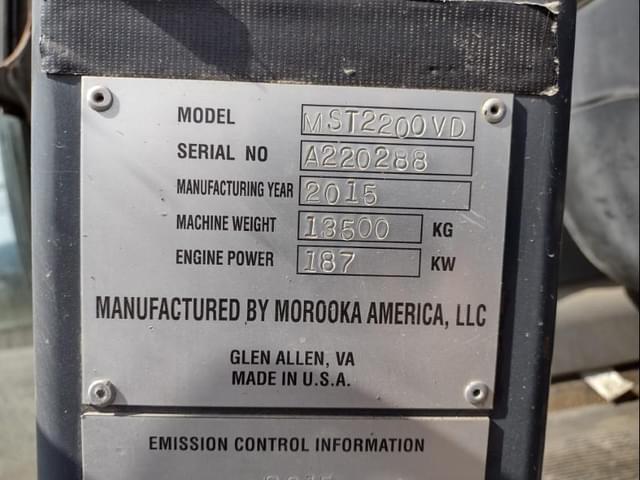 MODEL MST2200VD
SERIAL NO A220288
MANUFACTURING YEAR 2015
MACHINE WEIGHT 13500 KG
ENGINE POWER 187 KW
MANUFACTURED BY MOROOKA AMERICA, LLC
GLEN ALLEN, VA
MADE IN U.S.A.
EMISSION CONTROL INFORMATION